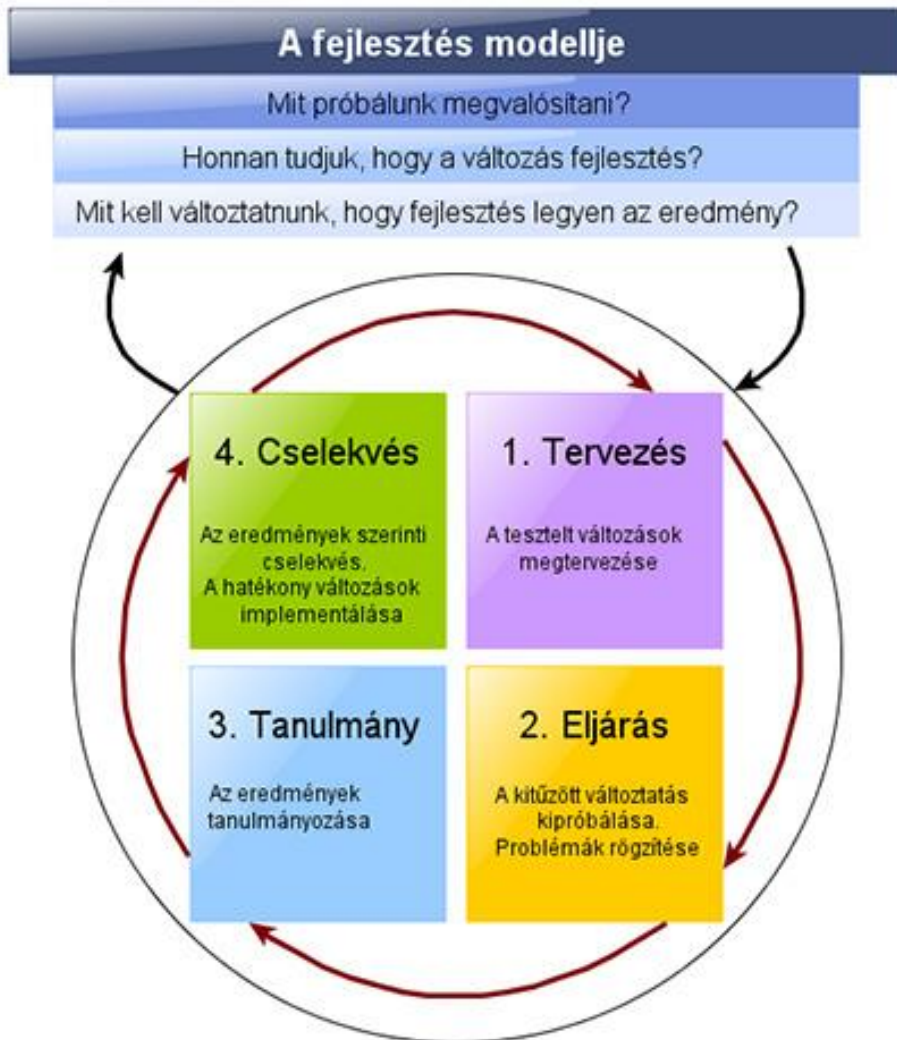 A fejlesztés modellje
Mit próbálunk megvalósítani?
Honnan tudjuk, hogy a változás fejlesztés?
Mit kell változtatnunk, hogy fejlesztés legyen az eredmény?
4. Cselekvés
Az eredmények szerinti
cselekvés.
A hatékony változások
implementálása
1. Tervezés
A tesztelt változások
megtervezése
3. Tanulmány
Az eredmények
tanulmányozása
2. Eljárás
A kitűzött változtatás
kipróbálása.
Problémák rögzítése